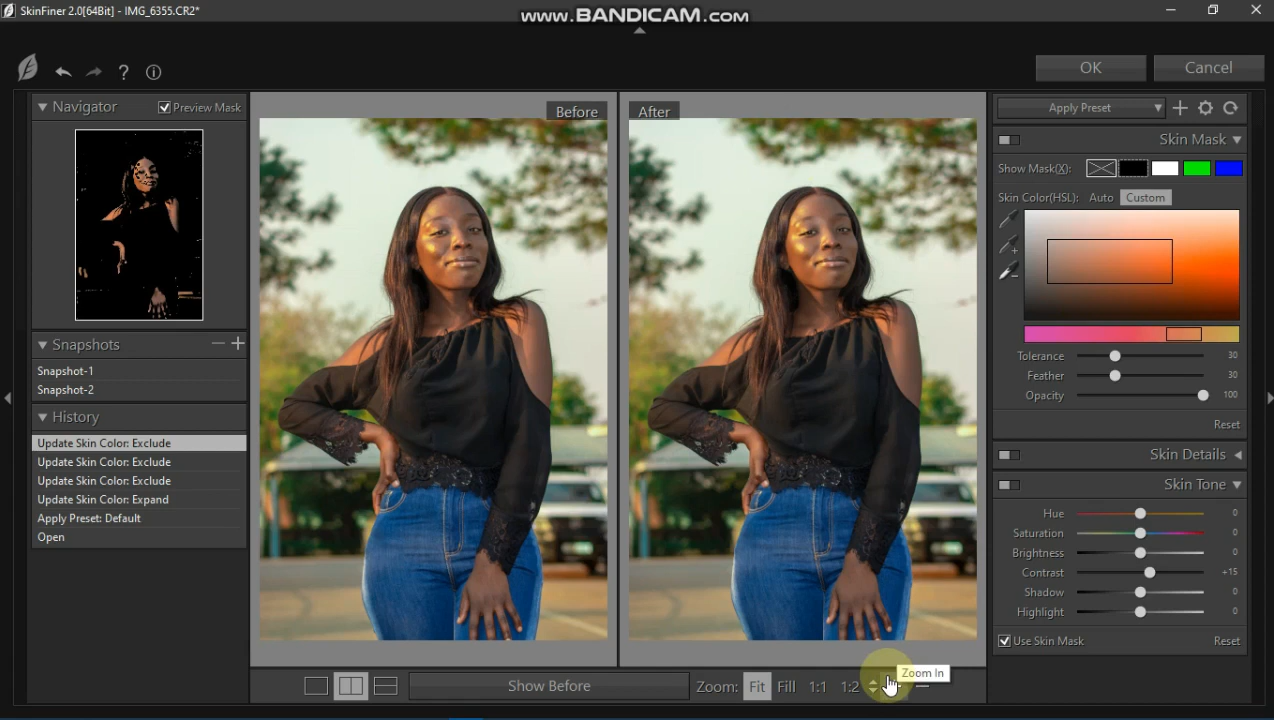 SkinFiner 2.0[64Bit] - IMG_6355.CR2*
www.BANDICAM.com
OK
Cancel
Navigator
Preview Mask
Snapshots
Snapshot-1
Snapshot-2
History
Update Skin Color: Exclude
Update Skin Color: Exclude
Update Skin Color: Exclude
Update Skin Color: Expand
Apply Preset: Default
Open
Before
After
Show Before
Zoom:
Fit
Fill
1:1
1:2
Zoom In
Apply Preset
Skin Mask
Show Mask(X):
Skin Color(HSL): Auto Custom
Tolerance 30
Feather 30
Opacity 100
Reset
Skin Details
Skin Tone
Hue 0
Saturation 0
Brightness 0
Contrast +15
Shadow 0
Highlight 0
Use Skin Mask
Reset